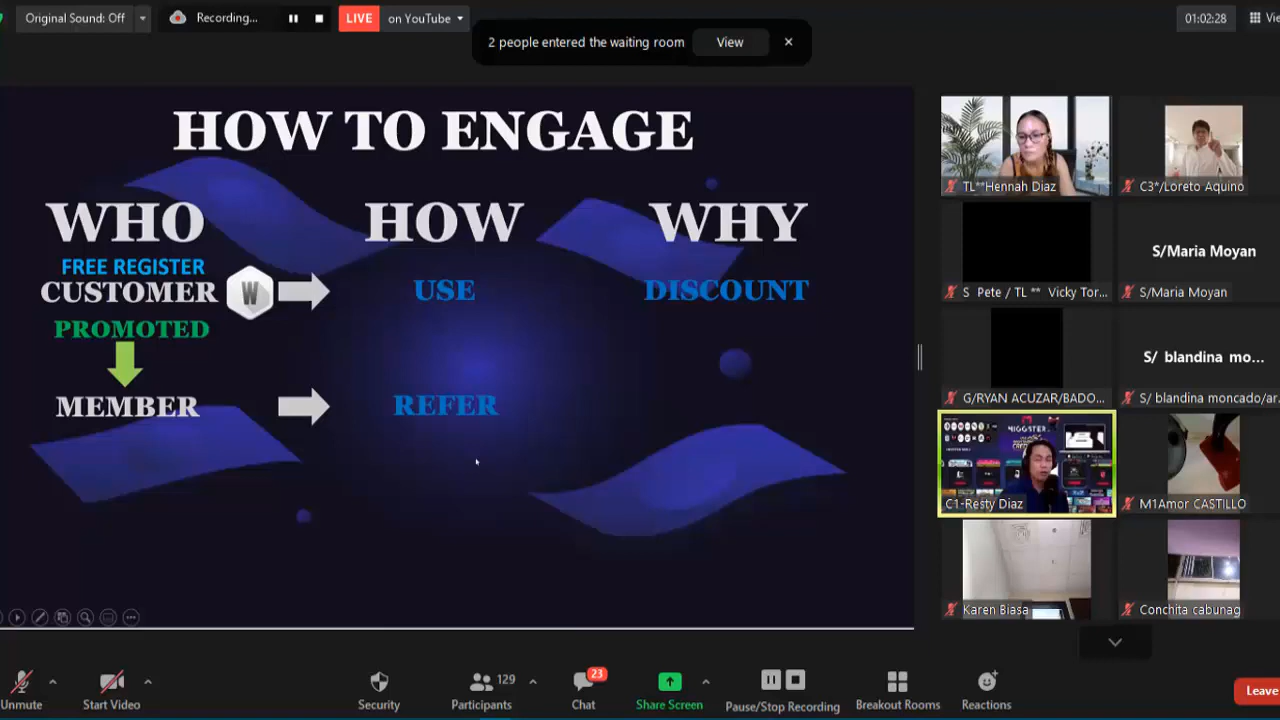 Original Sound: Off
Recording...
LIVE
on YouTube
2 people entered the waiting room
View
01:02:28
Vie
HOW TO ENGAGE
WHO
HOW
WHY
FREE REGISTER
CUSTOMER
W
USE
DISCOUNT
PROMOTED
MEMBER
REFER
TL**Hennah Diaz
C3*/Loreto Aquino
S Pete / TL ** Vicky Tor...
S/Maria Moyan
S/Maria Moyan
G/RYAN ACUZAR/BADO...
S/ blandina mo...
S/ blandina moncado/ar
HIGGSTER
C1-Resty Diaz
M1Amor CASTILLO
Karen Biasa
Conchita cabunag
Unmute
Start Video
Security
129
Participants
23
Chat
Share Screen
Pause/Stop Recording
Breakout Rooms
Reactions
Leave